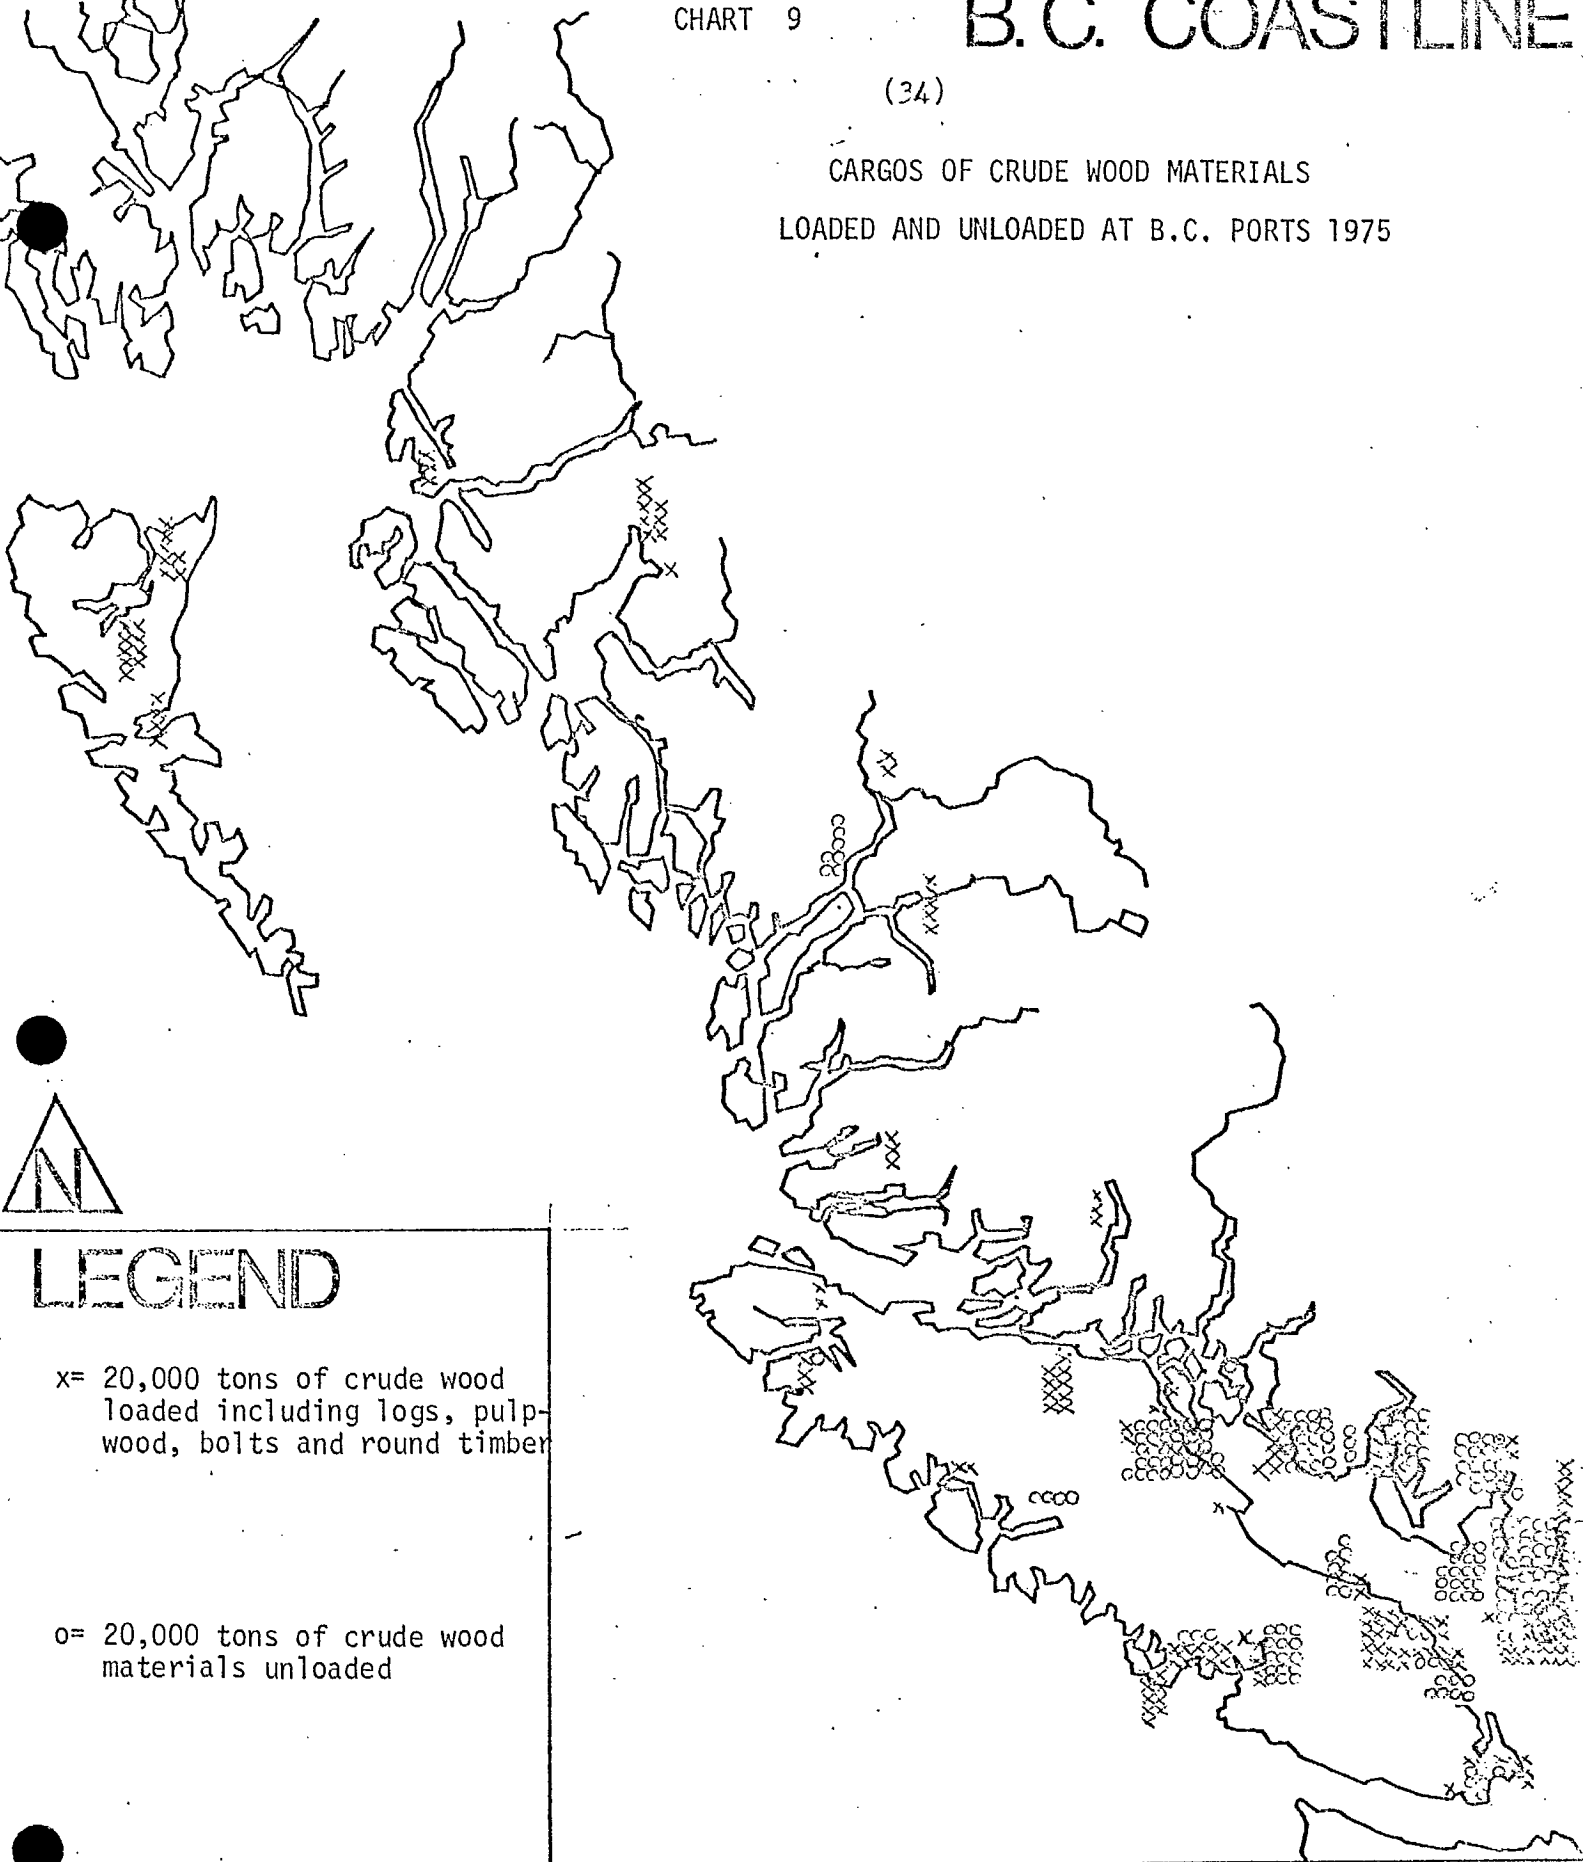 CHART 9
B.C. COASTLINE
(34)
CARGOS OF CRUDE WOOD MATERIALS
LOADED AND UNLOADED AT B.C. PORTS 1975
N
LEGEND
x= 20,000 tons of crude wood
loaded including logs, pulp-
wood, bolts and round timber
o= 20,000 tons of crude wood
materials unloaded